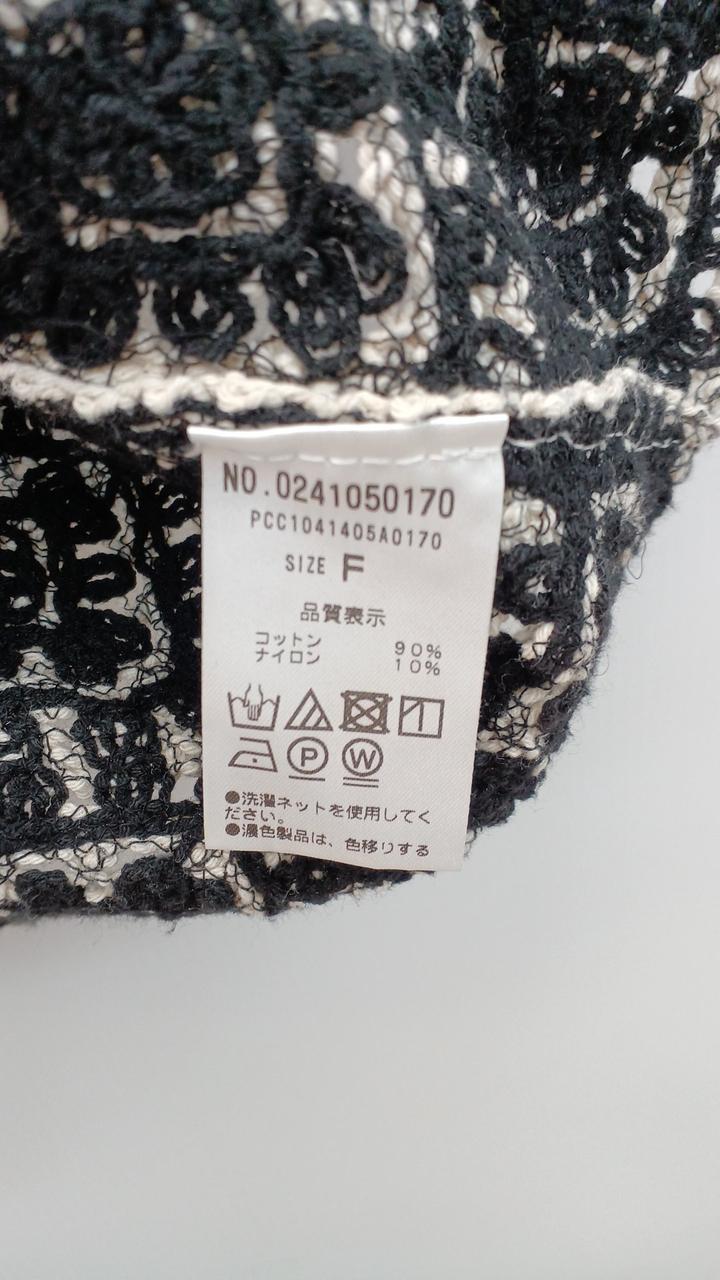 NO.0241050170
PCC1041405A0170
SIZE F
品質表示
コットン 90%
ナイロン 10%
P W
●洗濯ネットを使用してく
ださい。
●濃色製品は、色移りする